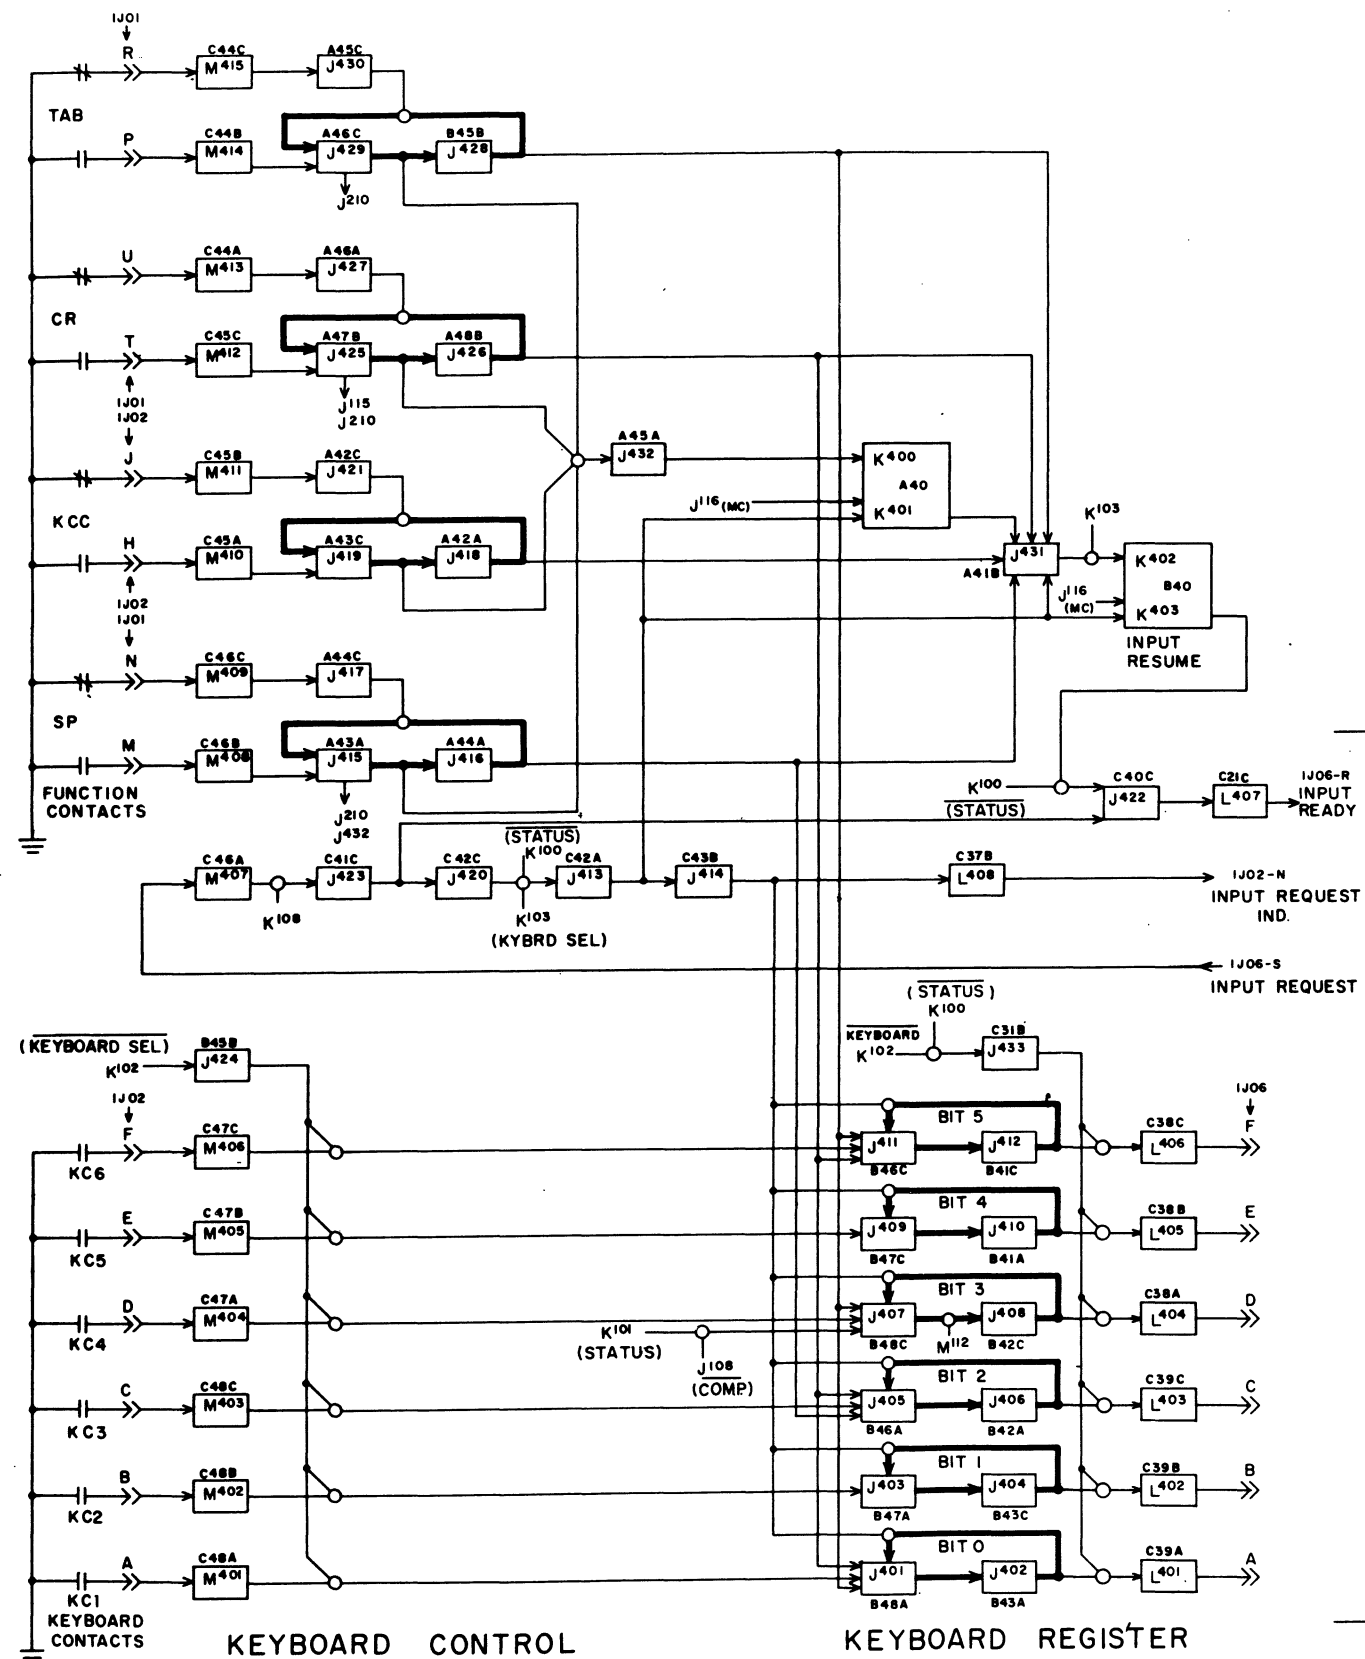 1J01
R
C44C
M415
A45C
J430
TAB
P
C44B
M414
A46C
J429
B45B
J428
J210
U
C44A
M413
A46A
J427
CR
T
C45C
M412
A47B
J425
A48B
J426
1J01
1J02
J115
J210
J
C45B
M411
A42C
J421
A45A
J432
K400
A40
K401
J116 (MC)
KCC
H
C45A
M410
A43C
J419
A42A
J418
J431
A41B
K103
K402
B40
K403
J116
(MC)
INPUT
RESUME
1J02
1J01
N
C46C
M409
A44C
J417
SP
M
C46B
M408
A43A
J415
A44A
J416
FUNCTION
CONTACTS
J210
J432
K100
(STATUS)
C40C
J422
C21C
L407
1J06-R
INPUT
READY
C46A
M407
K108
C41C
J423
C42C
J420
(STATUS)
K100
K103
(KYBRD SEL)
C42A
J413
C43B
J414
C37B
L408
1J02-N
INPUT REQUEST
IND.
1J06-S
INPUT REQUEST
(STATUS)
K100
(KEYBOARD SEL)
K102
B45B
J424
KEYBOARD
K102
C31B
J433
1J02
1J06
F
KC6
C47C
M406
BIT 5
J411
B46C
J412
B41C
C38C
L406
F
E
KC5
C47B
M405
BIT 4
J409
B47C
J410
B41A
C38B
L405
E
D
KC4
C47A
M404
K101
(STATUS)
J108
(COMP)
BIT 3
J407
B48C
M112
J408
B42C
C38A
L404
D
C
KC3
C48C
M403
BIT 2
J405
B46A
J406
B42A
C39C
L403
C
B
KC2
C48B
M402
BIT 1
J403
B47A
J404
B43C
C39B
L402
B
A
KC1
C48A
M401
BIT 0
J401
B48A
J402
B43A
C39A
L401
A
KEYBOARD
CONTACTS
KEYBOARD CONTROL
KEYBOARD REGISTER